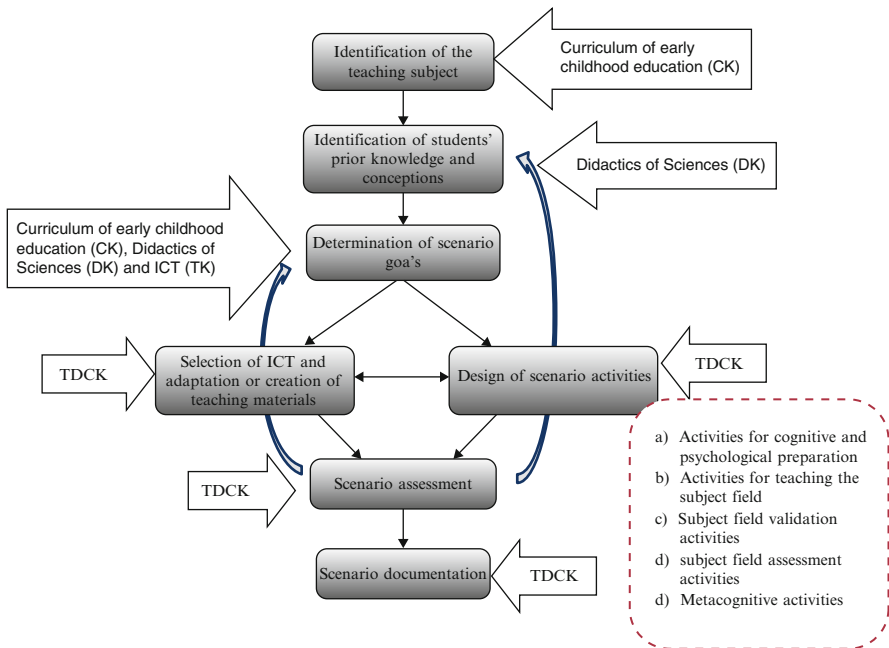 Identification of the
teaching subject
Curriculum of early
childhood education (CK)
Identification of students'
prior knowledge and
conceptions
Didactics of Sciences (DK)
Curriculum of early childhood
education (CK), Didactics of
Sciences (DK) and ICT (TK)
Determination of scenario
goa's
TDCK
Selection of ICT and
adaptation or creation of
teaching materials
Design of scenario activities
TDCK
a) Activities for cognitive and
psychological preparation
b) Activities for teaching the
subject field
c) Subject field validation
activities
d) subject field assessment
activities
d) Metacognitive activities
TDCK
Scenario assessment
Scenario documentation
TDCK